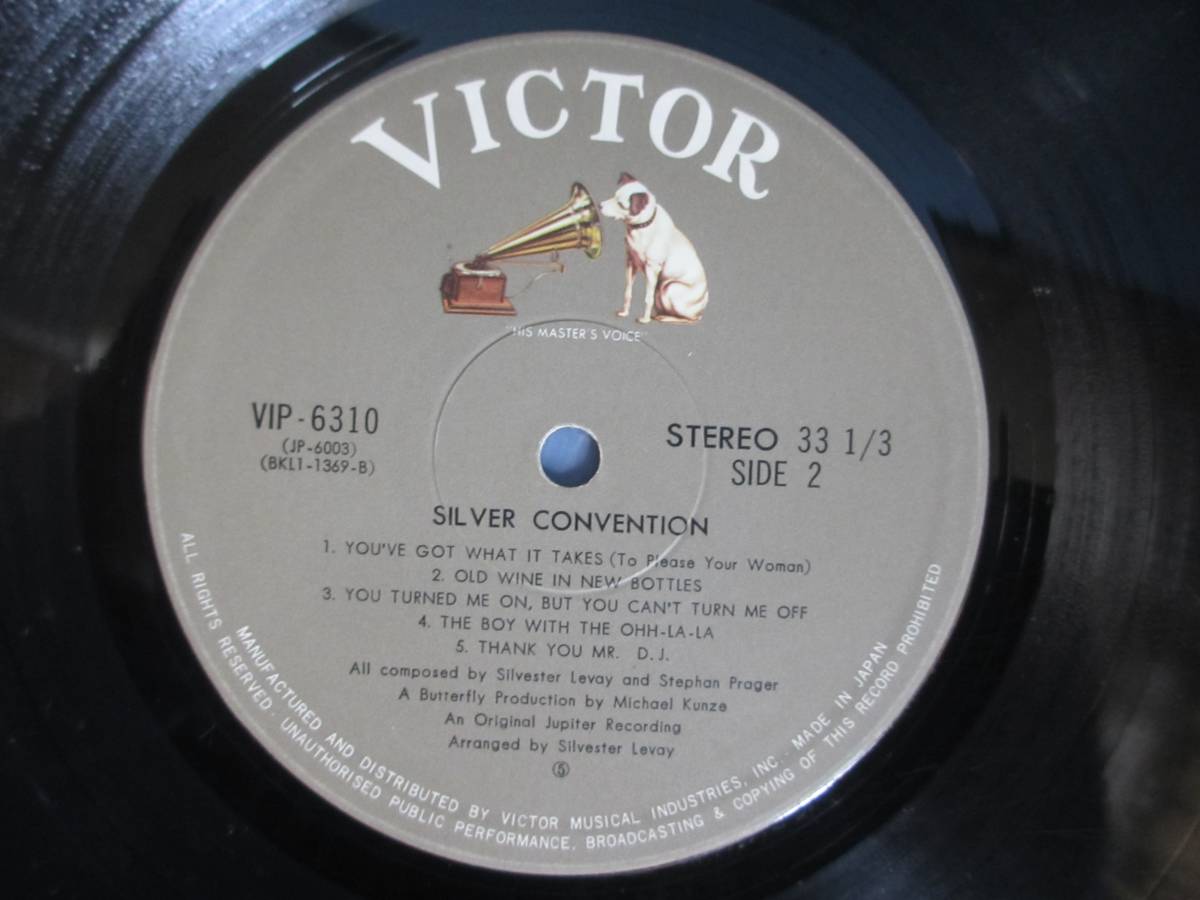 VICTOR
"HIS MASTER'S VOICE"
VIP-6310
(JP-6003)
(BKL1-1369-B)
STEREO 33 1/3
SIDE 2
SILVER CONVENTION
1. YOU'VE GOT WHAT IT TAKES (To Please Your Woman)
2. OLD WINE IN NEW BOTTLES
3. YOU TURNED ME ON, BUT YOU CAN'T TURN ME OFF
4. THE BOY WITH THE OHH-LA-LA
5. THANK YOU MR. D.J.
All composed by Silvester Levay and Stephan Prager
A Butterfly Production by Michael Kunze
An Original Jupiter Recording
Arranged by Silvester Levay
⑤
MANUFACTURED AND DISTRIBUTED BY VICTOR MUSICAL INDUSTRIES, INC. · MADE IN JAPAN
ALL RIGHTS RESERVED · UNAUTHORISED PUBLIC PERFORMANCE, BROADCASTING & COPYING OF THIS RECORD PROHIBITED